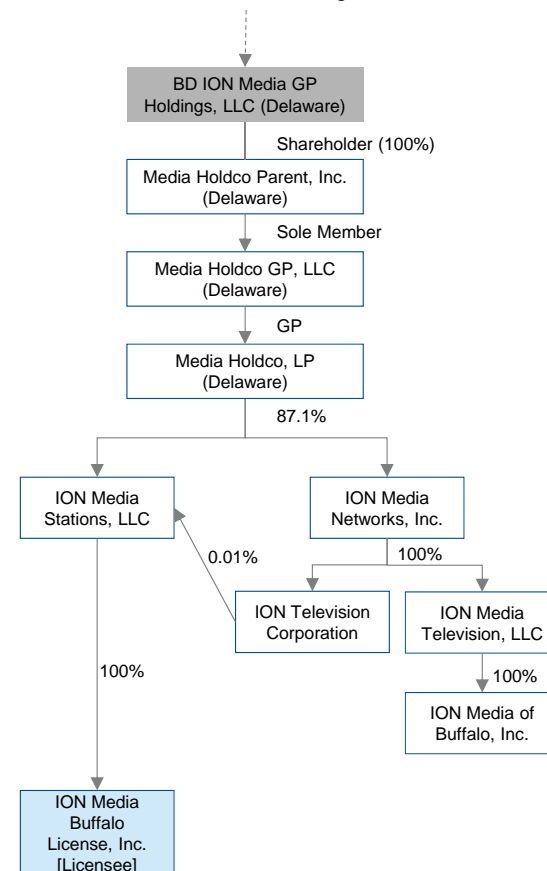 BD ION Media GP
Holdings, LLC (Delaware)
Shareholder (100%)
Media Holdco Parent, Inc.
(Delaware)
Sole Member
Media Holdco GP, LLC
(Delaware)
GP
Media Holdco, LP
(Delaware)
87.1%
ION Media
Stations, LLC
ION Media
Networks, Inc.
0.01%
100%
ION Television
Corporation
ION Media
Television, LLC
100%
100%
ION Media of
Buffalo, Inc.
ION Media
Buffalo
License, Inc.
[Licensee]